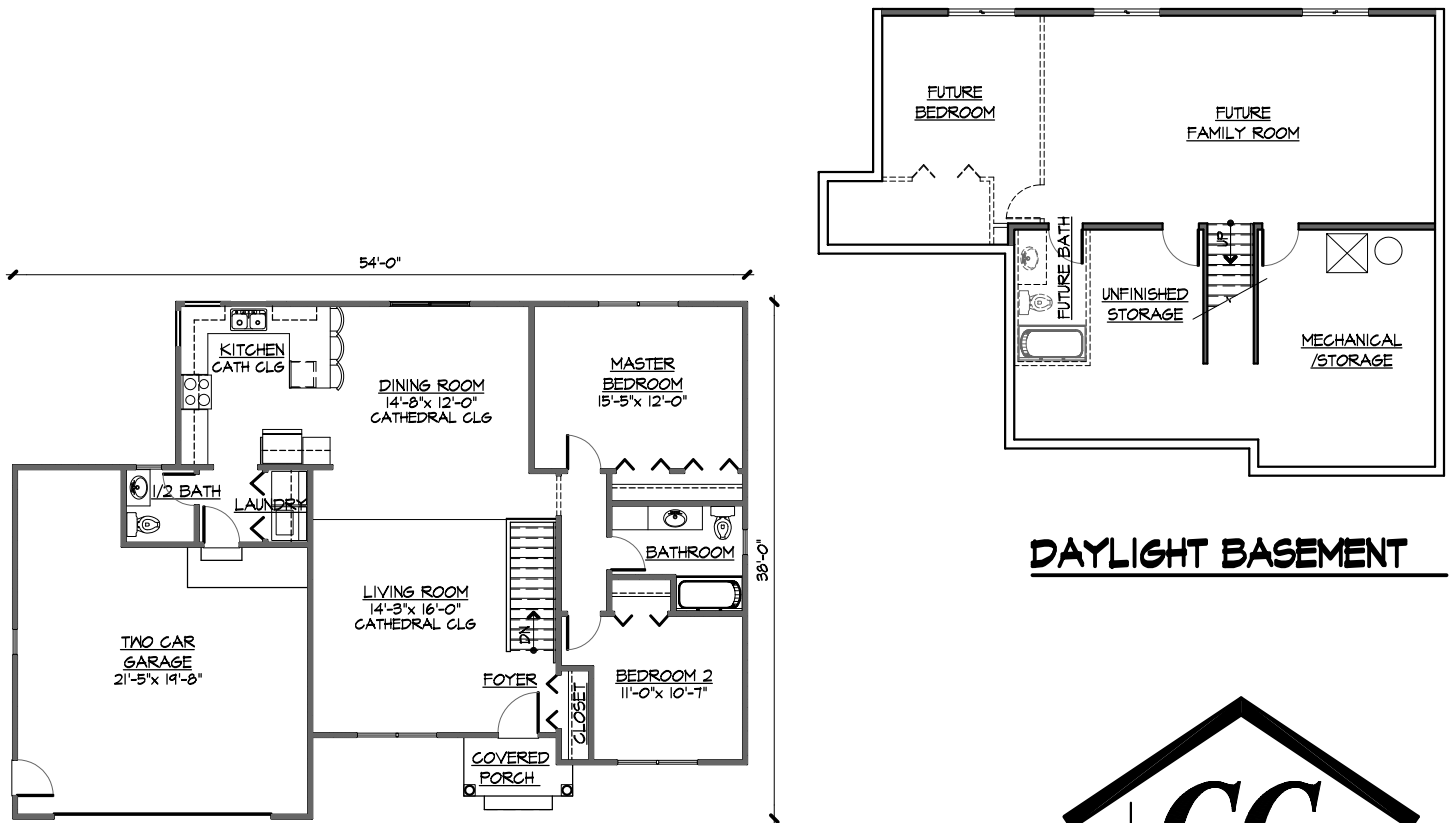 FUTURE
BEDROOM
FUTURE
FAMILY ROOM
FUTURE BATH
UP
UNFINISHED
STORAGE
MECHANICAL
/STORAGE
DAYLIGHT BASEMENT
54'-0"
38'-0"
KITCHEN
CATH CLG
DINING ROOM
14'-8"x 12'-0"
CATHEDRAL CLG
MASTER
BEDROOM
15'-5"x 12'-0"
1/2 BATH
LAUNDRY
BATHROOM
LIVING ROOM
14'-3"x 16'-0"
CATHEDRAL CLG
DN
TWO CAR
GARAGE
21'-5"x 19'-8"
FOYER
CLOSET
BEDROOM 2
11'-0"x 10'-7"
COVERED
PORCH